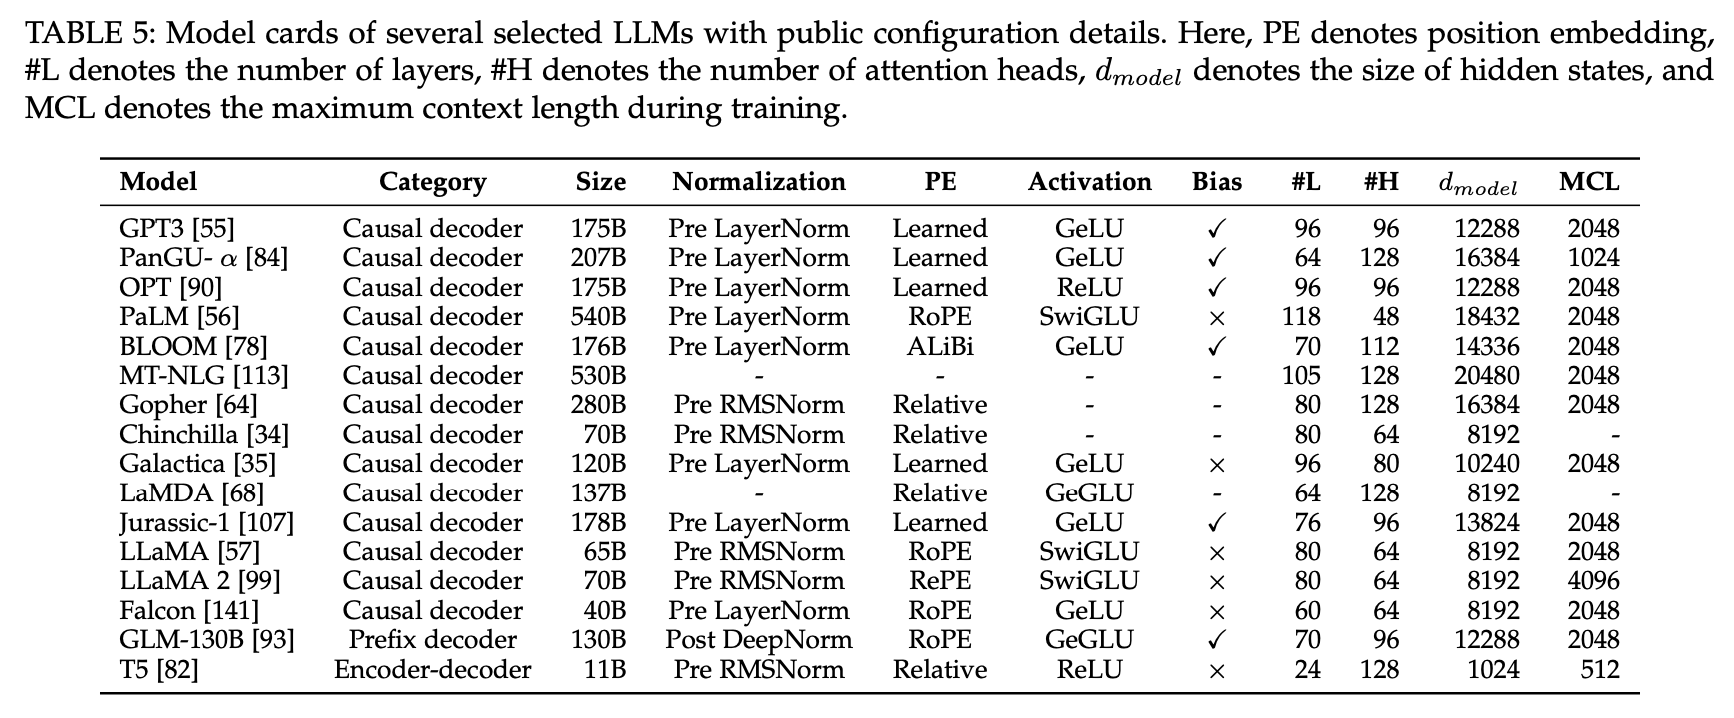 TABLE 5: Model cards of several selected LLMs with public configuration details. Here, PE denotes position embedding,
#L denotes the number of layers, #H denotes the number of attention heads, d_model denotes the size of hidden states, and
MCL denotes the maximum context length during training.
Model Category Size Normalization PE Activation Bias #L #H d_model MCL
GPT3 [55] Causal decoder 175B Pre LayerNorm Learned GeLU ✓ 96 96 12288 2048
PanGU- α [84] Causal decoder 207B Pre LayerNorm Learned GeLU ✓ 64 128 16384 1024
OPT [90] Causal decoder 175B Pre LayerNorm Learned ReLU ✓ 96 96 12288 2048
PaLM [56] Causal decoder 540B Pre LayerNorm RoPE SwiGLU × 118 48 18432 2048
BLOOM [78] Causal decoder 176B Pre LayerNorm ALiBi GeLU ✓ 70 112 14336 2048
MT-NLG [113] Causal decoder 530B - - - - 105 128 20480 2048
Gopher [64] Causal decoder 280B Pre RMSNorm Relative - - 80 128 16384 2048
Chinchilla [34] Causal decoder 70B Pre RMSNorm Relative - - 80 64 8192 -
Galactica [35] Causal decoder 120B Pre LayerNorm Learned GeLU × 96 80 10240 2048
LaMDA [68] Causal decoder 137B - Relative GeGLU - 64 128 8192 -
Jurassic-1 [107] Causal decoder 178B Pre LayerNorm Learned GeLU ✓ 76 96 13824 2048
LLaMA [57] Causal decoder 65B Pre RMSNorm RoPE SwiGLU × 80 64 8192 2048
LLaMA 2 [99] Causal decoder 70B Pre RMSNorm RePE SwiGLU × 80 64 8192 4096
Falcon [141] Causal decoder 40B Pre LayerNorm RoPE GeLU × 60 64 8192 2048
GLM-130B [93] Prefix decoder 130B Post DeepNorm RoPE GeGLU ✓ 70 96 12288 2048
T5 [82] Encoder-decoder 11B Pre RMSNorm Relative ReLU × 24 128 1024 512